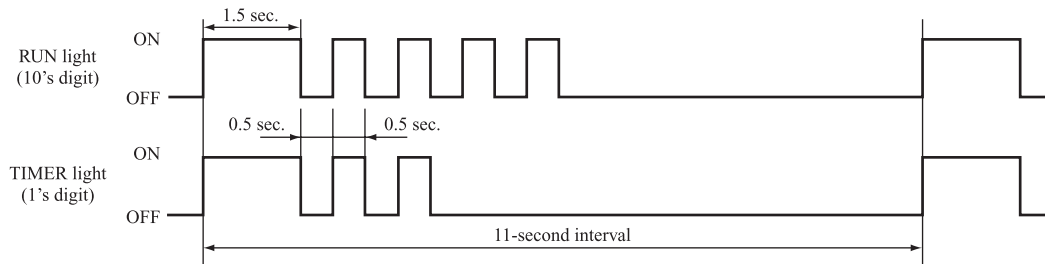 1.5 sec.
ON
RUN light
(10's digit)
OFF
0.5 sec.
0.5 sec.
ON
TIMER light
(1's digit)
OFF
11-second interval